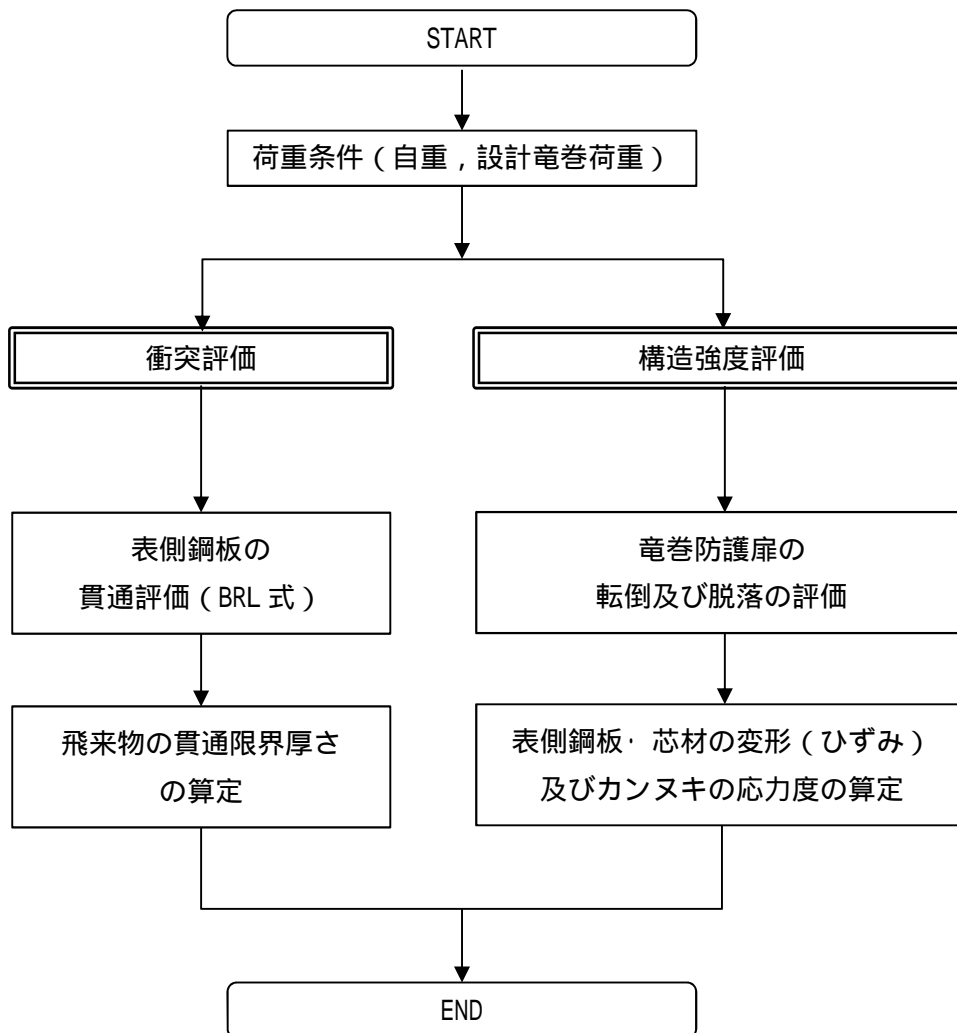 START
荷重条件（自重，設計竜巻荷重）
衝突評価
構造強度評価
表側鋼板の
貫通評価（BRL 式）
竜巻防護扉の
転倒及び脱落の評価
飛来物の貫通限界厚さ
の算定
表側鋼板・芯材の変形（ひずみ）
及びカンヌキの応力度の算定
END